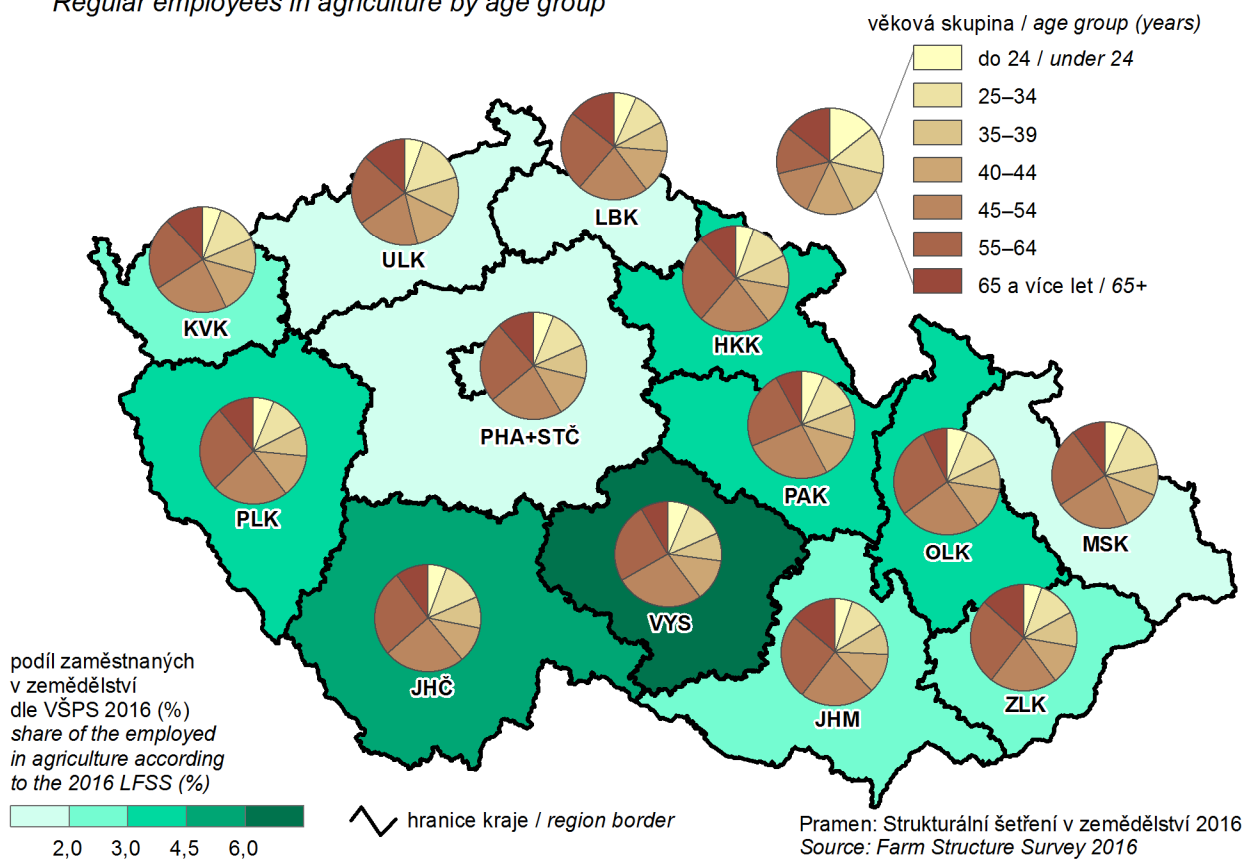 Regular employees in agriculture by age group
věková skupina / age group (years)
do 24 / under 24
25–34
35–39
40–44
45–54
55–64
65 a více let / 65+
LBK
ULK
KVK
HKK
PHA+STČ
PAK
PLK
OLK
MSK
VYS
JHČ
ZLK
JHM
podíl zaměstnaných
v zemědělství
dle VŠPS 2016 (%)
share of the employed
in agriculture according
to the 2016 LFSS (%)
2,0 3,0 4,5 6,0
hranice kraje / region border
Pramen: Strukturální šetření v zemědělství 2016
Source: Farm Structure Survey 2016